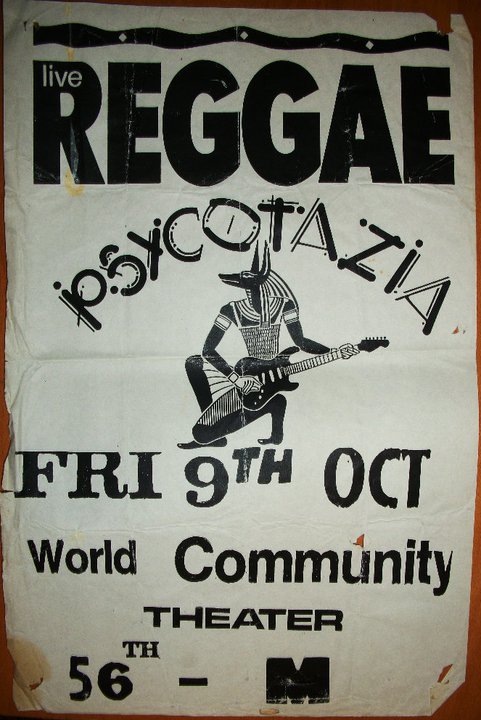 live
REGGAE
PSYCOTAZIA
FRI 9TH OCT
World Community
THEATER
56TH - M